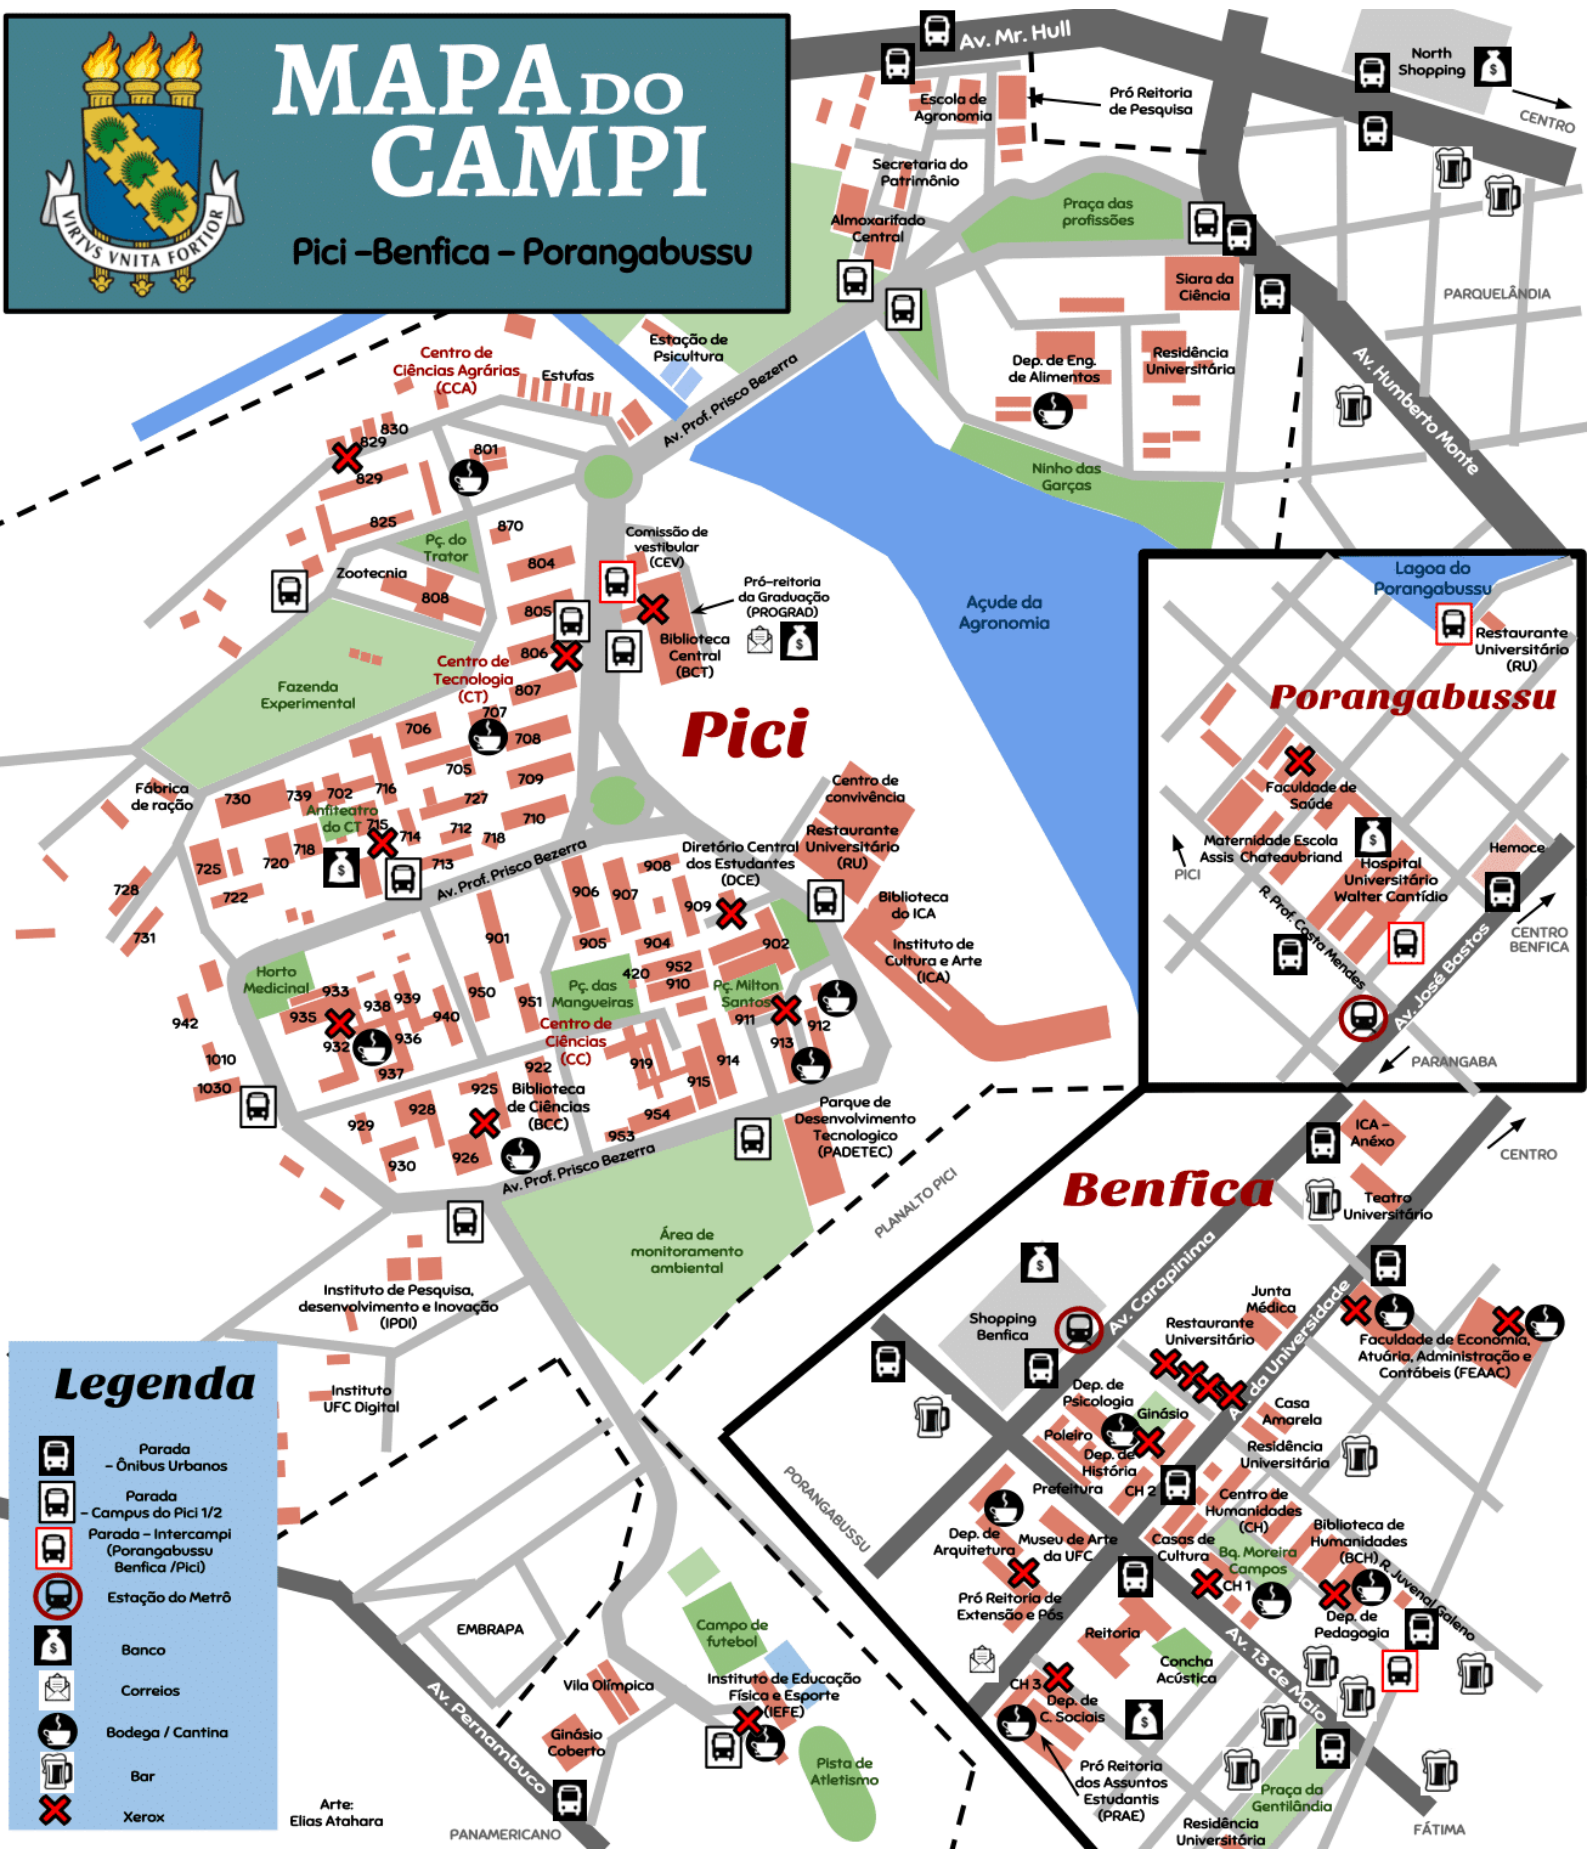 MAPA DO
CAMPI
Pici -Benfica - Porangabussu
VIRTVS VNITA FORTIOR
Av. Mr. Hull
North
Shopping
$
CENTRO
Escola de
Agronomia
Pró Reitoria
de Pesquisa
Secretaria do
Patrimônio
Almoxarifado
Central
Praça das
profissões
Siara da
Ciência
PARQUELÂNDIA
Av. Humberto Monte
Estação de
Psicultura
Av. Prof. Prisco Bezerra
Dep. de Eng.
de Alimentos
Residência
Universitária
Ninho das
Garças
Centro de
Ciências Agrárias
(CCA)
Estufas
830
829
829
801
825
870
Pç. do
Trator
Zootecnia
808
804
805
806
807
Comissão de
vestibular
(CEV)
Pró-reitoria
da Graduação
(PROGRAD)
$
Biblioteca
Central
(BCT)
Açude da
Agronomia
Fazenda
Experimental
Centro de
Tecnologia
(CT)
707
706
708
705
709
Pici
Fábrica
de ração
730
739
702
716
727
710
Anfiteatro
do CT
715
714
712
718
713
718
720
725
722
728
731
$
Av. Prof. Prisco Bezerra
Centro de
convivência
Restaurante
Universitário
(RU)
Diretório Central
dos Estudantes
(DCE)
908
906
907
909
905
904
902
901
Biblioteca
do ICA
Instituto de
Cultura e Arte
(ICA)
420
952
910
Pç. das
Mangueiras
Pç. Milton
Santos
911
912
913
Horto
Medicinal
933
935
938
939
940
936
932
937
950
951
942
1010
1030
Centro de
Ciências
(CC)
919
914
915
922
925
Biblioteca
de Ciências
(BCC)
928
929
926
930
954
953
Av. Prof. Prisco Bezerra
Parque de
Desenvolvimento
Tecnologico
(PADETEC)
Área de
monitoramento
ambiental
PLANALTO PICI
Instituto de Pesquisa,
desenvolvimento e Inovação
(IPDI)
Instituto
UFC Digital
Lagoa do
Porangabussu
Restaurante
Universitário
(RU)
Porangabussu
Faculdade de
Saúde
Maternidade Escola
Assis Chateaubriand
$
Hospital
Universitário
Walter Cantídio
Hemoce
PICI
R. Prof. Costa Mendes
Av. José Bastos
CENTRO
BENFICA
PARANGABA
Benfica
ICA -
Anéxo
Teatro
Universitário
CENTRO
Av. Carapinima
Av. da Universidade
$
Shopping
Benfica
Junta
Médica
Restaurante
Universitário
Faculdade de Economia,
Atuária, Administração e
Contábeis (FEAAC)
Dep. de
Psicologia
Ginásio
Poleiro
Dep. de
História
Prefeitura
CH 2
Casa
Amarela
Residência
Universitária
Centro de
Humanidades
(CH)
Biblioteca de
Humanidades
(BCH)
R. Juvenal Galeno
Dep. de
Arquitetura
Museu de Arte
da UFC
Casas de
Cultura
Bq. Moreira
Campos
CH 1
Dep. de
Pedagogia
Pró Reitoria de
Extensão e Pós
Reitoria
Concha
Acústica
Av. 13 de Maio
CH 3
Dep. de
C. Sociais
$
Pró Reitoria
dos Assuntos
Estudantis
(PRAE)
Praça da
Gentilândia
Residência
Universitária
FÁTIMA
PORANGABUSSU
EMBRAPA
Av. Pernambuco
PANAMERICANO
Vila Olímpica
Ginásio
Coberto
Campo de
futebol
Instituto de Educação
Física e Esporte
(IEFE)
Pista de
Atletismo
Legenda
Parada
- Ônibus Urbanos
Parada
- Campus do Pici 1/2
Parada - Intercampi
(Porangabussu
Benfica /Pici)
Estação do Metrô
$
Banco
Correios
Bodega / Cantina
Bar
Xerox
Arte:
Elias Atahara